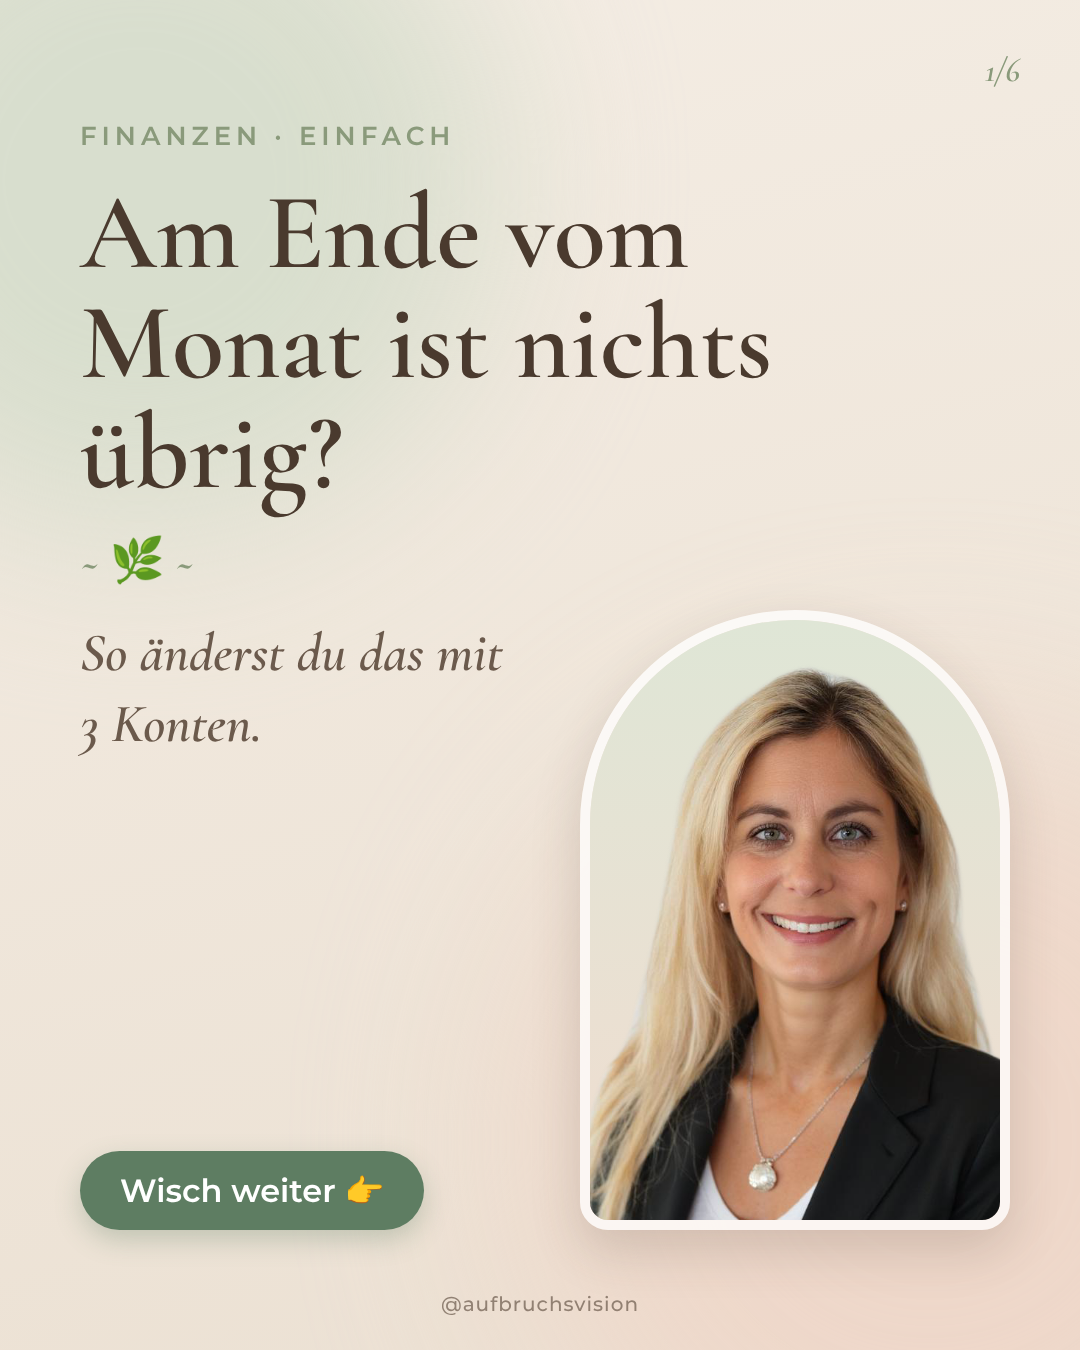 1/6
FINANZEN · EINFACH
Am Ende vom
Monat ist nichts
übrig?
~ 🌿 ~
So änderst du das mit
3 Konten.
Wisch weiter 👉
@aufbruchsvision